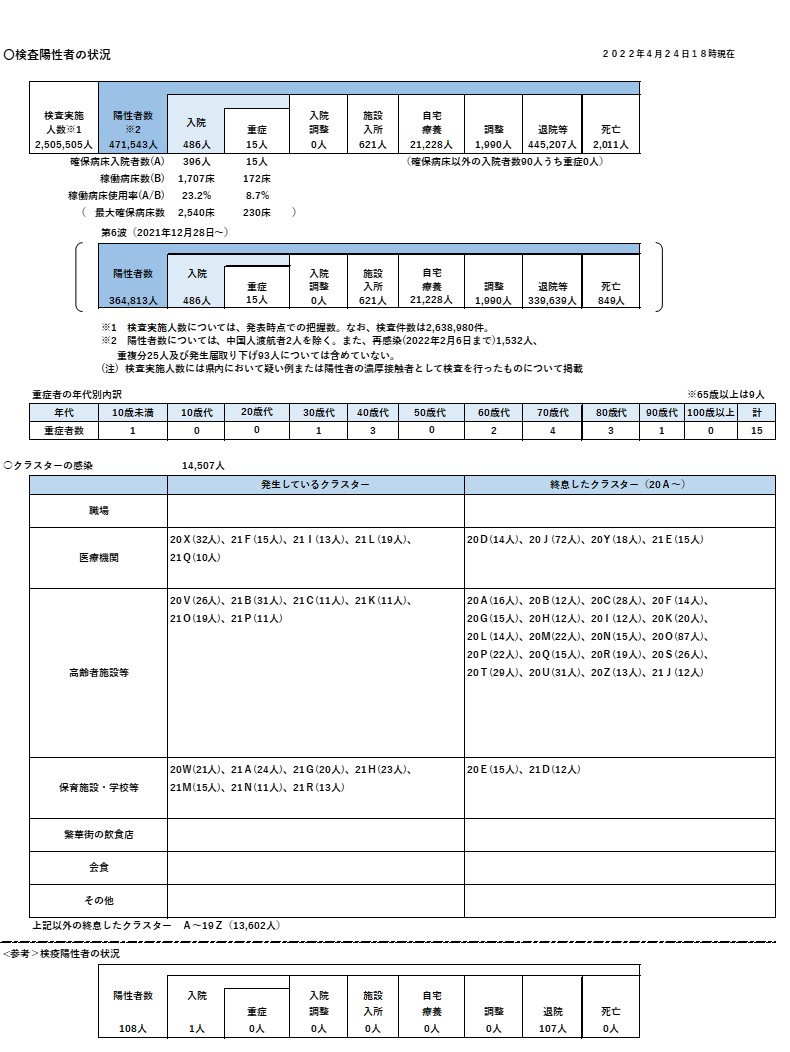 〇検査陽性者の状況
２０２２年４月２４日１８時現在
検査実施 陽性者数 入院 入院 施設 自宅
人数※1 ※2 重症 調整 入所 療養 調整 退院等 死亡
2,505,505人 471,543人 486人 15人 0人 621人 21,228人 1,990人 445,207人 2,011人
確保病床入院者数(A) 396人 15人 （確保病床以外の入院者数90人うち重症0人）
稼働病床数(B) 1,707床 172床
稼働病床使用率(A/B) 23.2% 8.7%
（ 最大確保病床数 2,540床 230床 ）
第6波（2021年12月28日～）
陽性者数 入院 入院 施設 自宅
重症 調整 入所 療養 調整 退院等 死亡
364,813人 486人 15人 0人 621人 21,228人 1,990人 339,639人 849人
※1 検査実施人数については、発表時点での把握数。なお、検査件数は2,638,980件。
※2 陽性者数については、中国人渡航者2人を除く。また、再感染(2022年2月6日まで)1,532人、
重複分25人及び発生届取り下げ93人については含めていない。
(注) 検査実施人数には県内において疑い例または陽性者の濃厚接触者として検査を行ったものについて掲載
重症者の年代別内訳 ※65歳以上は9人
年代 10歳未満 10歳代 20歳代 30歳代 40歳代 50歳代 60歳代 70歳代 80歳代 90歳代 100歳以上 計
重症者数 1 0 0 1 3 0 2 4 3 1 0 15
○クラスターの感染 14,507人
発生しているクラスター 終息したクラスター（20Ａ～）
職場
医療機関
20Ｘ(32人)、21Ｆ(15人)、21Ｉ(13人)、21Ｌ(19人)、
21Ｑ(10人)
20Ｄ(14人)、20Ｊ(72人)、20Ｙ(18人)、21Ｅ(15人)
高齢者施設等
20Ｖ(26人)、21Ｂ(31人)、21Ｃ(11人)、21Ｋ(11人)、
21Ｏ(19人)、21Ｐ(11人)
20Ａ(16人)、20Ｂ(12人)、20Ｃ(28人)、20Ｆ(14人)、
20Ｇ(15人)、20Ｈ(12人)、20Ｉ(12人)、20Ｋ(20人)、
20Ｌ(14人)、20Ｍ(22人)、20Ｎ(15人)、20Ｏ(87人)、
20Ｐ(22人)、20Ｑ(15人)、20Ｒ(19人)、20Ｓ(26人)、
20Ｔ(29人)、20Ｕ(31人)、20Ｚ(13人)、21Ｊ(12人)
保育施設・学校等
20Ｗ(21人)、21Ａ(24人)、21Ｇ(20人)、21Ｈ(23人)、
21Ｍ(15人)、21Ｎ(11人)、21Ｒ(13人)
20Ｅ(15人)、21Ｄ(12人)
繁華街の飲食店
会食
その他
上記以外の終息したクラスター Ａ～19Ｚ（13,602人）
<参考＞検疫陽性者の状況
陽性者数 入院 入院 施設 自宅
重症 調整 入所 療養 調整 退院 死亡
108人 1人 0人 0人 0人 0人 0人 107人 0人